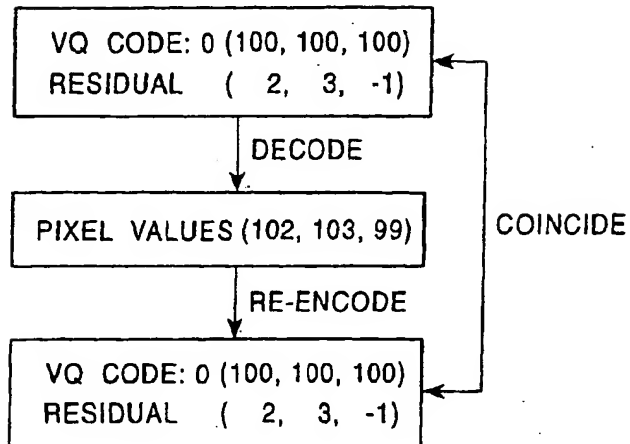 VQ CODE: 0 (100, 100, 100)
RESIDUAL ( 2, 3, -1)
DECODE
PIXEL VALUES (102, 103, 99)
COINCIDE
RE-ENCODE
VQ CODE: 0 (100, 100, 100)
RESIDUAL ( 2, 3, -1)